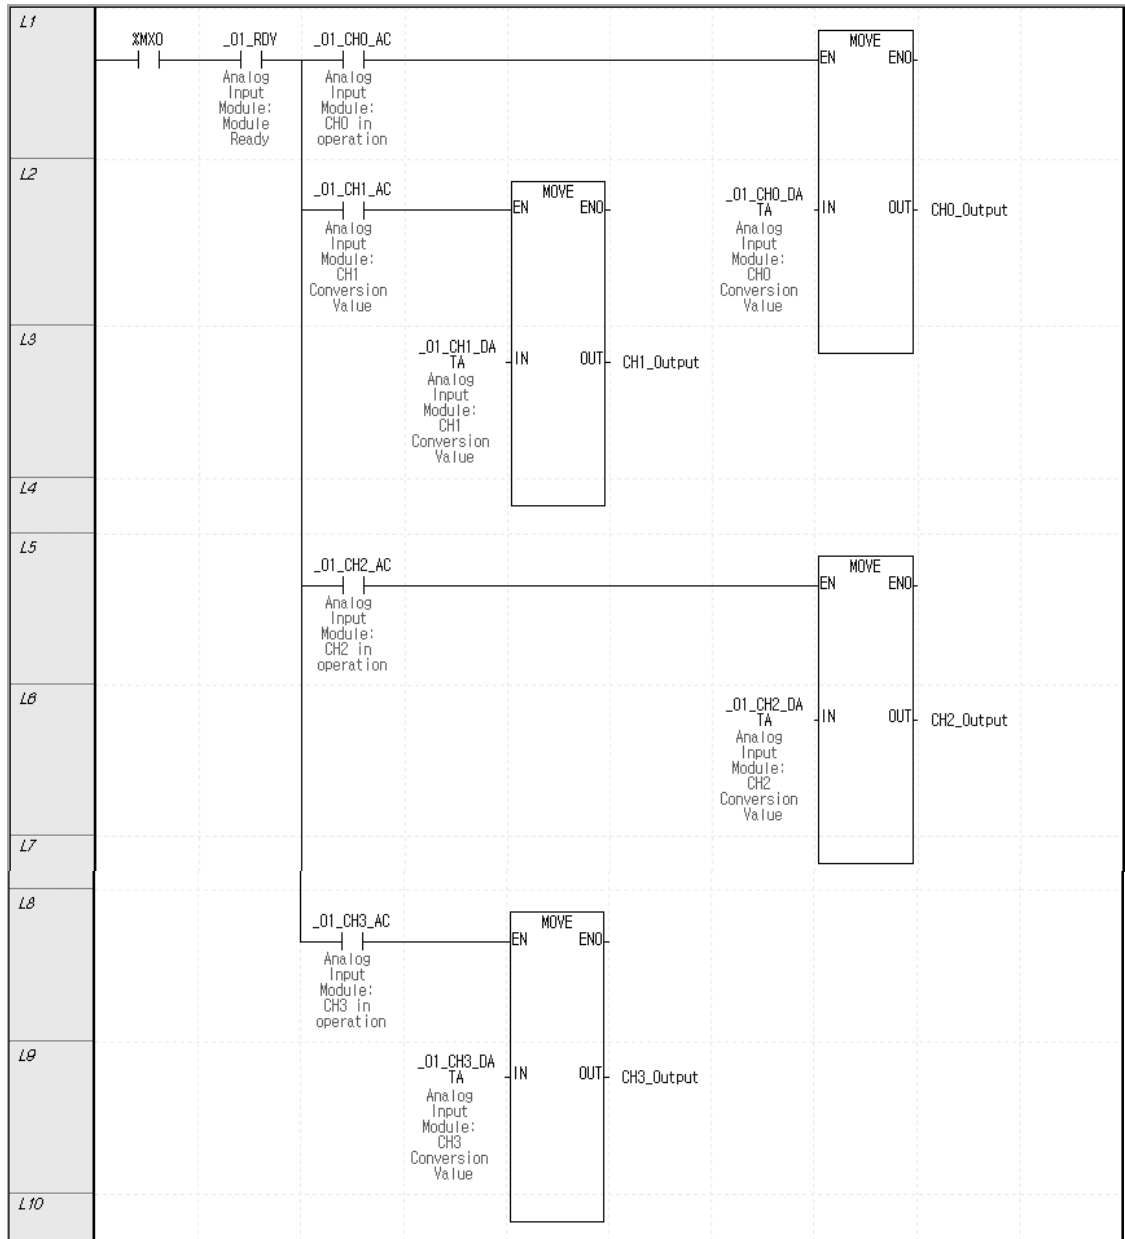 L1
%MX0
_01_RDY
_01_CH0_AC
MOVE
EN ENO
Analog
Input
Module:
Module
Ready
Analog
Input
Module:
CH0 in
operation
L2
_01_CH1_AC
MOVE
EN ENO
Analog
Input
Module:
CH1
Conversion
Value
_01_CH0_DA
TA
IN OUT
CH0_Output
Analog
Input
Module:
CH0
Conversion
Value
L3
_01_CH1_DA
TA
IN OUT
CH1_Output
Analog
Input
Module:
CH1
Conversion
Value
L4
L5
_01_CH2_AC
MOVE
EN ENO
Analog
Input
Module:
CH2 in
operation
L6
_01_CH2_DA
TA
IN OUT
CH2_Output
Analog
Input
Module:
CH2
Conversion
Value
L7
L8
_01_CH3_AC
MOVE
EN ENO
Analog
Input
Module:
CH3 in
operation
L9
_01_CH3_DA
TA
IN OUT
CH3_Output
Analog
Input
Module:
CH3
Conversion
Value
L10